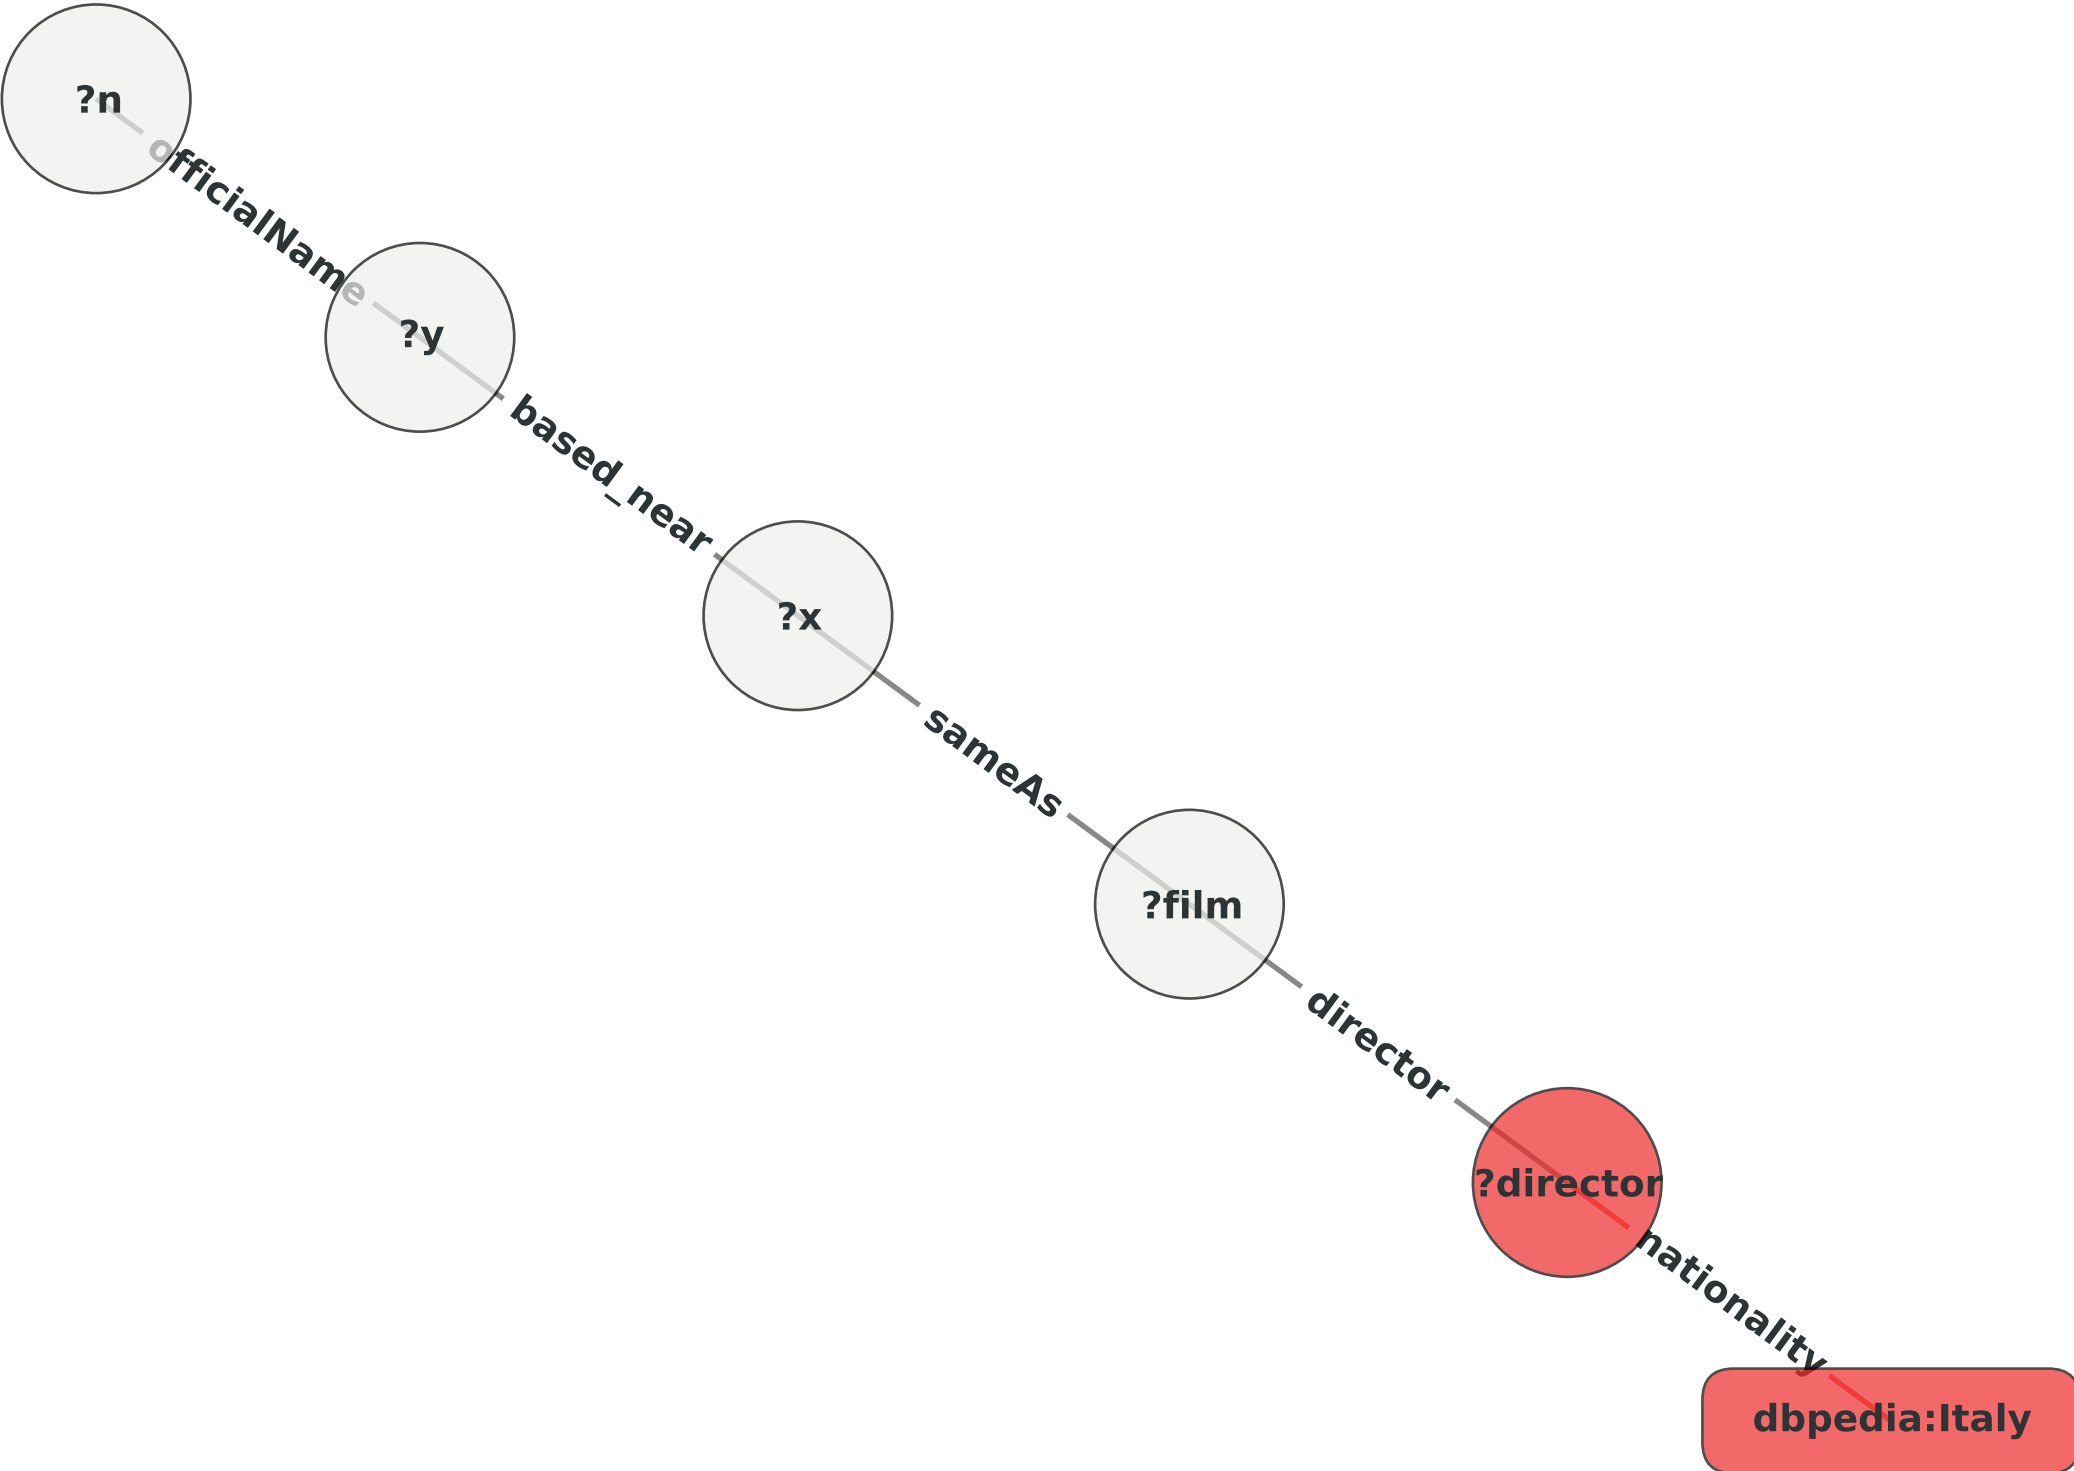 ?n
officialName
?y
based_near
?x
sameAs
?film
director
?director
nationality
dbpedia:Italy